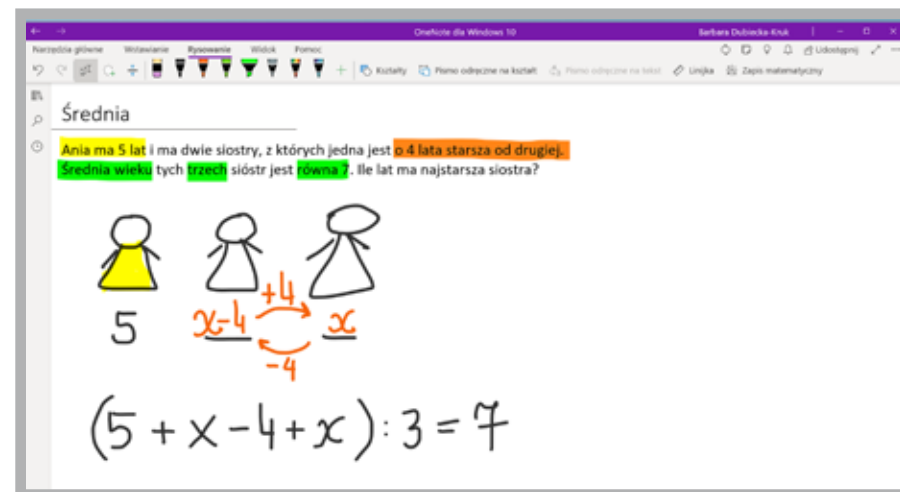 OneNote dla Windows 10
Barbara Dubiecka-Kruk
Narzędzia główne Wstawianie Rysowanie Widok Pomoc
Udostępnij
Kształty Pismo odręczne na kształt Pismo odręczne na tekst Linijka Zapis matematyczny
Średnia
Ania ma 5 lat i ma dwie siostry, z których jedna jest o 4 lata starsza od drugiej.
Średnia wieku tych trzech sióstr jest równa 7. Ile lat ma najstarsza siostra?
+4
5 x-4 x
-4
(5 + x - 4 + x) : 3 = 7